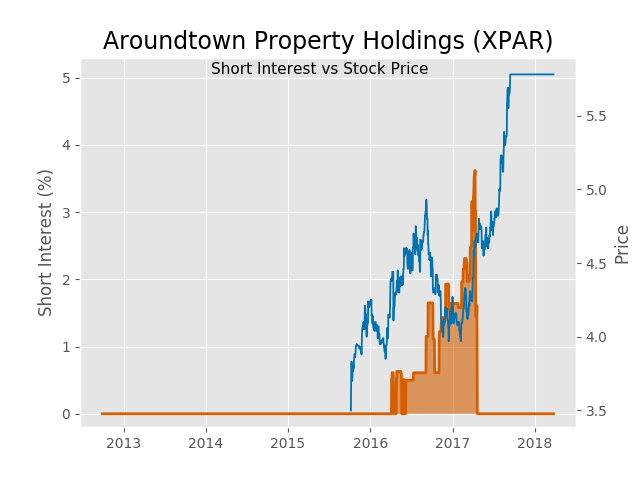 Aroundtown Property Holdings (XPAR)
Short Interest vs Stock Price
5
4
3
2
1
0
Short Interest (%)
5.5
5.0
4.5
4.0
3.5
Price
2013 2014 2015 2016 2017 2018